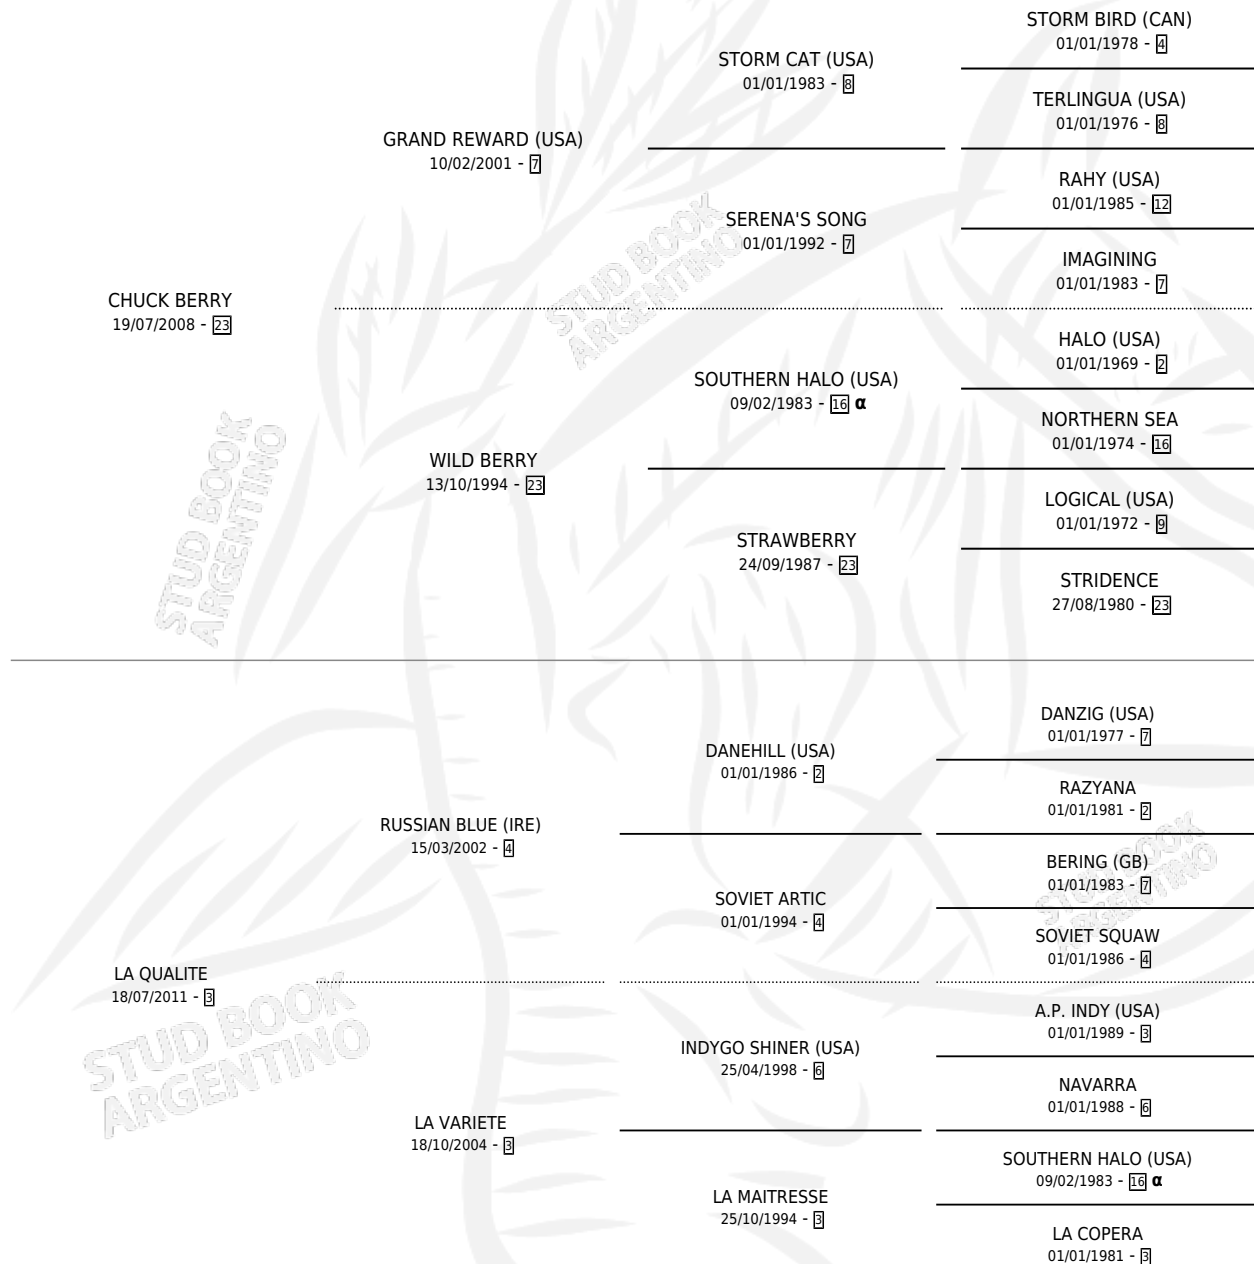 STORM BIRD (CAN)
01/01/1978 - 4
STORM CAT (USA)
01/01/1983 - 8
TERLINGUA (USA)
01/01/1976 - 8
GRAND REWARD (USA)
10/02/2001 - 7
RAHY (USA)
01/01/1985 - 12
SERENA'S SONG
01/01/1992 - 7
IMAGINING
01/01/1983 - 7
CHUCK BERRY
19/07/2008 - 23
HALO (USA)
01/01/1969 - 2
SOUTHERN HALO (USA)
09/02/1983 - 16 α
NORTHERN SEA
01/01/1974 - 16
WILD BERRY
13/10/1994 - 23
LOGICAL (USA)
01/01/1972 - 9
STRAWBERRY
24/09/1987 - 23
STRIDENCE
27/08/1980 - 23
STUD BOOK
ARGENTINO
STUD BOOK
ARGENTINO
DANZIG (USA)
01/01/1977 - 7
DANEHILL (USA)
01/01/1986 - 2
RAZYANA
01/01/1981 - 2
RUSSIAN BLUE (IRE)
15/03/2002 - 4
BERING (GB)
01/01/1983 - 7
SOVIET ARTIC
01/01/1994 - 4
SOVIET SQUAW
01/01/1986 - 4
LA QUALITE
18/07/2011 - 3
A.P. INDY (USA)
01/01/1989 - 3
INDYGO SHINER (USA)
25/04/1998 - 6
NAVARRA
01/01/1988 - 6
LA VARIETE
18/10/2004 - 3
SOUTHERN HALO (USA)
09/02/1983 - 16 α
LA MAITRESSE
25/10/1994 - 3
LA COPERA
01/01/1981 - 3
STUD BOOK
ARGENTINO
STUD BOOK
ARGENTINO